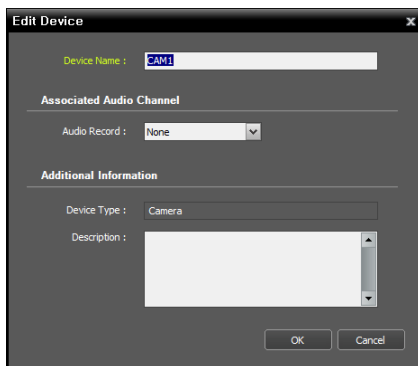 Edit Device
Device Name :
CAM1
Associated Audio Channel
Audio Record :
None
Additional Information
Device Type :
Camera
Description :
OK
Cancel